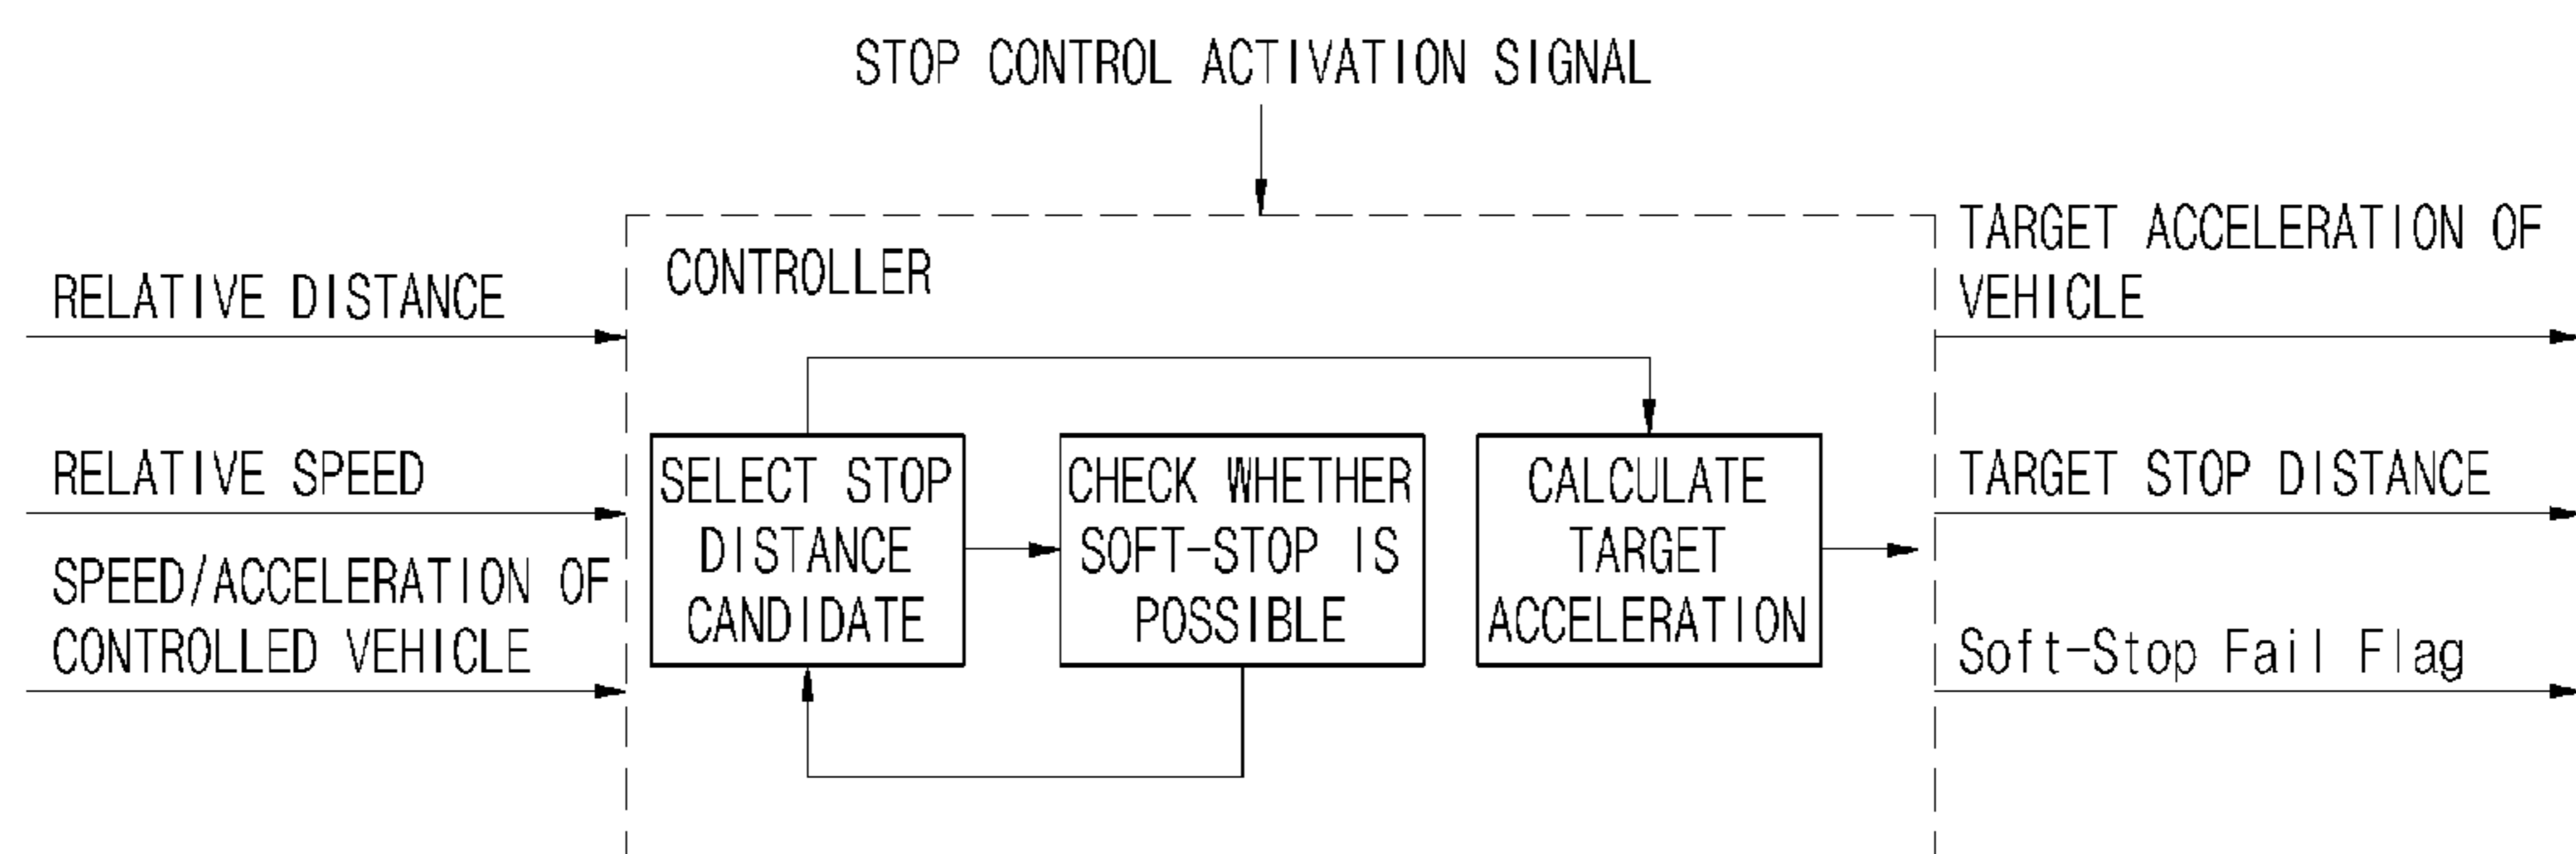 STOP CONTROL ACTIVATION SIGNAL
RELATIVE DISTANCE
RELATIVE SPEED
SPEED/ACCELERATION OF
CONTROLLED VEHICLE
CONTROLLER
SELECT STOP
DISTANCE
CANDIDATE
CHECK WHETHER
SOFT-STOP IS
POSSIBLE
CALCULATE
TARGET
ACCELERATION
TARGET ACCELERATION OF
VEHICLE
TARGET STOP DISTANCE
Soft-Stop Fail Flag